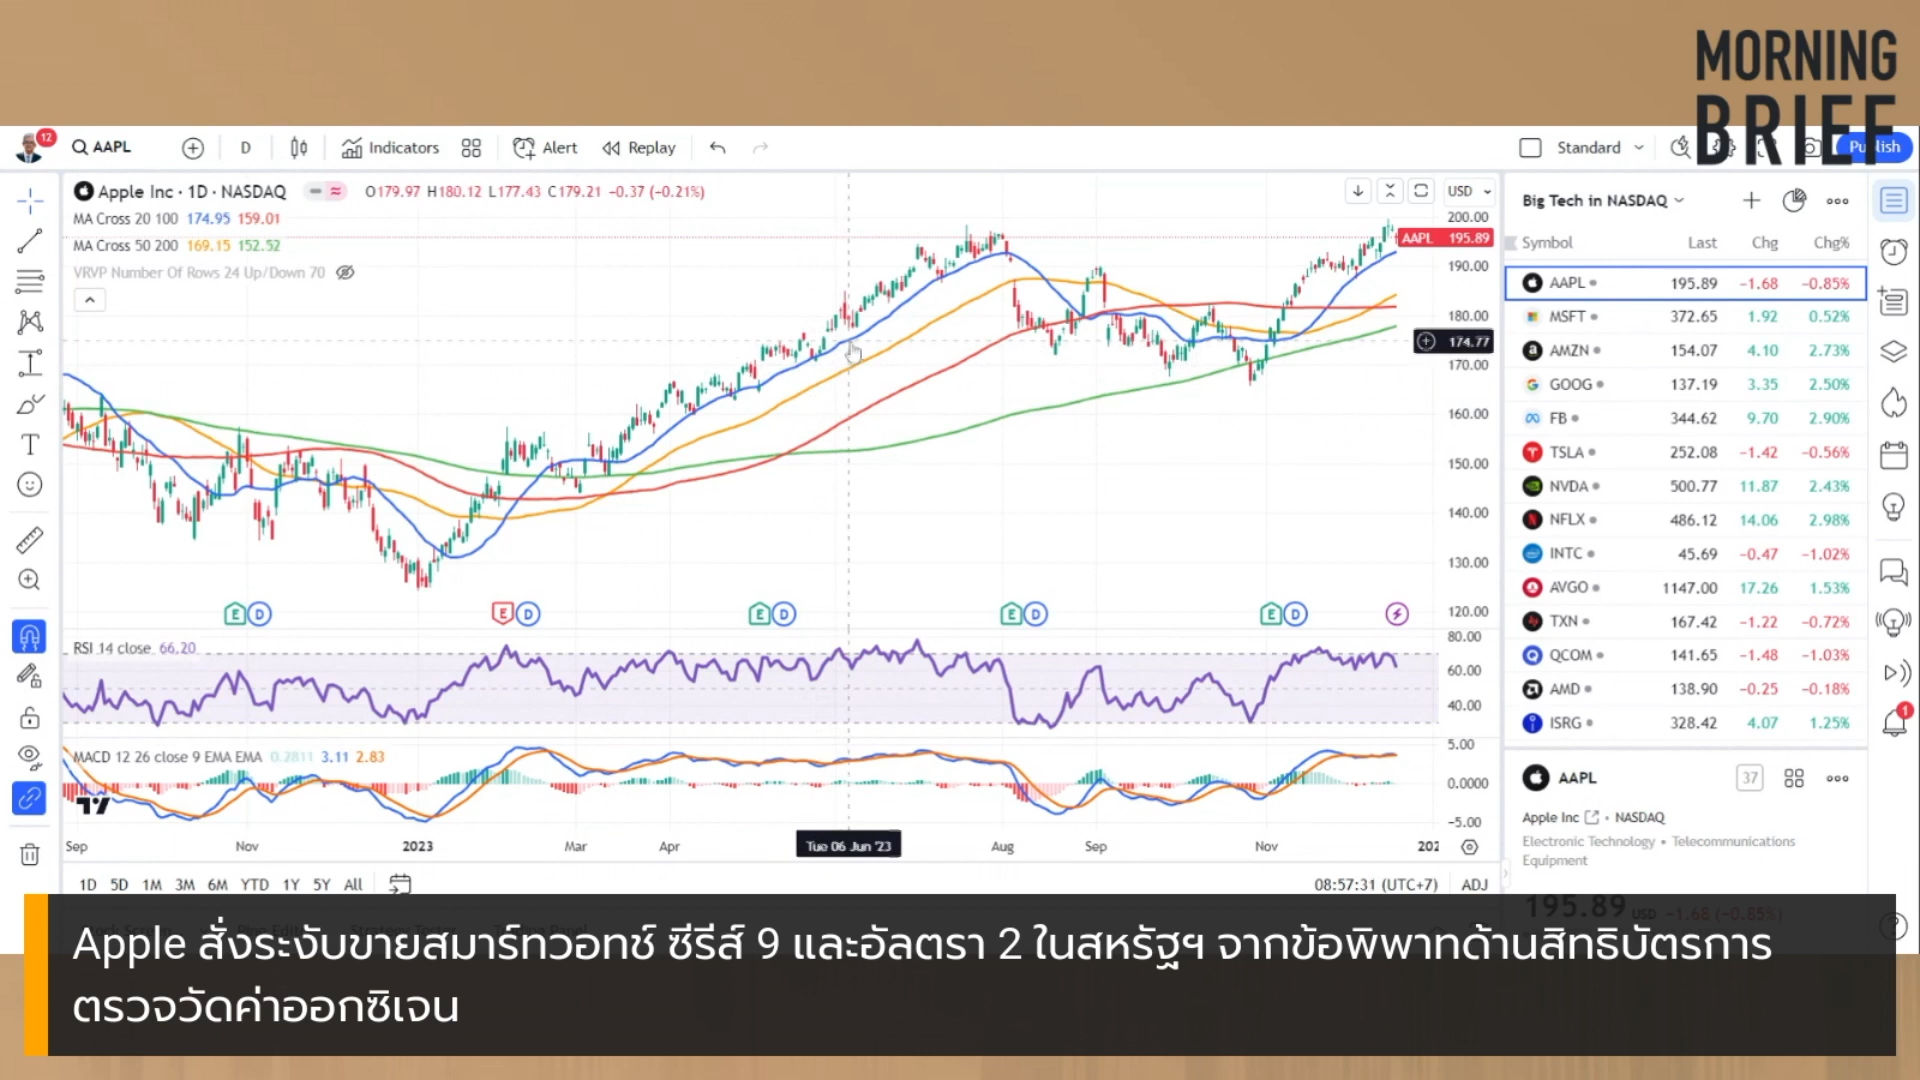 MORNING
BRIEF
12
AAPL
D
Indicators
Alert
Replay
Standard
Apple Inc · 1D · NASDAQ
O179.97 H180.12 L177.43 C179.21 −0.37 (−0.21%)
MA Cross 20 100 174.95 159.01
MA Cross 50 200 169.15 152.52
VRVP Number Of Rows 24 Up/Down 70
USD
200.00
AAPL 195.89
190.00
180.00
174.77
170.00
160.00
150.00
140.00
130.00
120.00
E D
E D
E D
E D
E D
RSI 14 close 66.20
80.00
60.00
40.00
MACD 12 26 close 9 EMA EMA 0.2811 3.11 2.83
5.00
0.0000
−5.00
Sep Nov 2023 Mar Apr Tue 06 Jun '23 Aug Sep Nov 202
1D 5D 1M 3M 6M YTD 1Y 5Y All
08:57:31 (UTC+7) ADJ
Big Tech in NASDAQ
Symbol Last Chg Chg%
AAPL 195.89 −1.68 −0.85%
MSFT 372.65 1.92 0.52%
AMZN 154.07 4.10 2.73%
GOOG 137.19 3.35 2.50%
FB 344.62 9.70 2.90%
TSLA 252.08 −1.42 −0.56%
NVDA 500.77 11.87 2.43%
NFLX 486.12 14.06 2.98%
INTC 45.69 −0.47 −1.02%
AVGO 1147.00 17.26 1.53%
TXN 167.42 −1.22 −0.72%
QCOM 141.65 −1.48 −1.03%
AMD 138.90 −0.25 −0.18%
ISRG 328.42 4.07 1.25%
1
AAPL
37
Apple Inc • NASDAQ
Electronic Technology • Telecommunications
Equipment
195.89 USD −1.68 (−0.85%)
Apple สั่งระงับขายสมาร์ทวอทช์ ซีรีส์ 9 และอัลตรา 2 ในสหรัฐฯ จากข้อพิพาทด้านสิทธิบัตรการ
ตรวจวัดค่าออกซิเจน